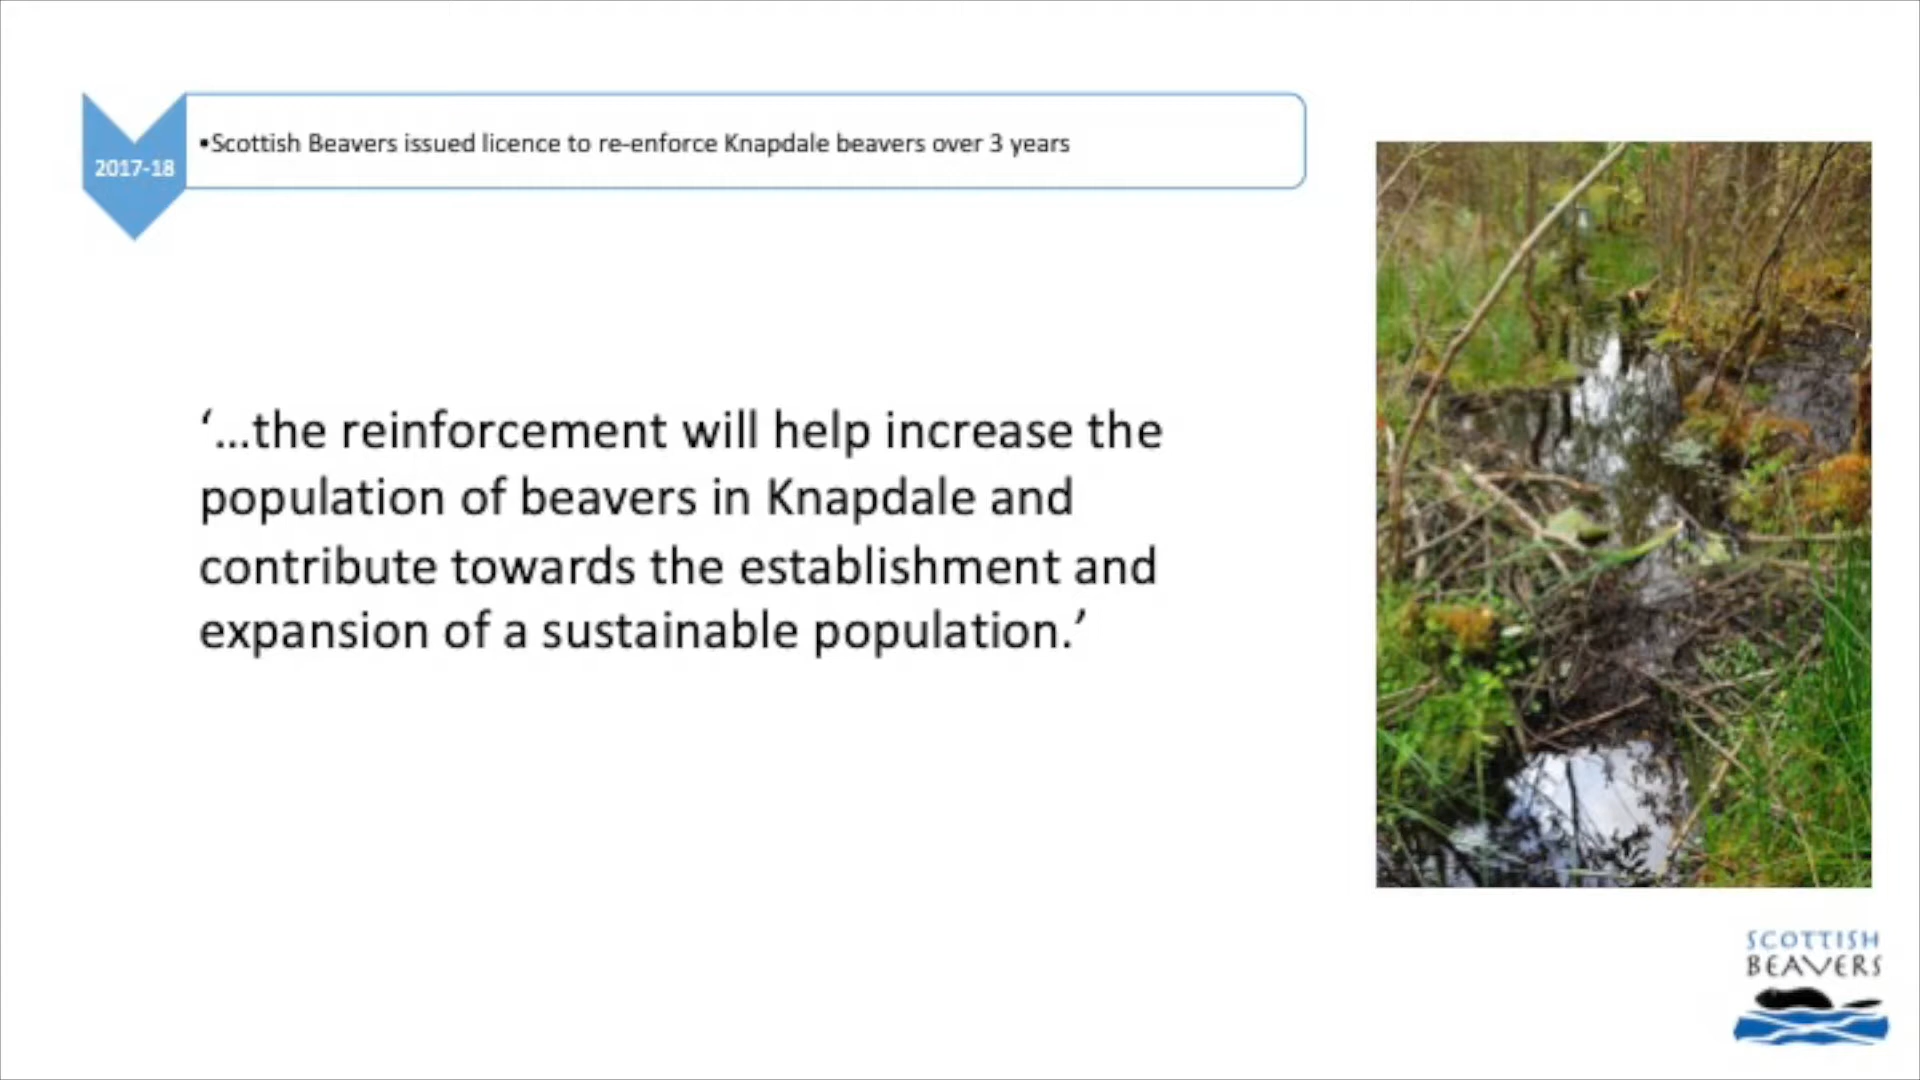 2017-18
•Scottish Beavers issued licence to re-enforce Knapdale beavers over 3 years
‘...the reinforcement will help increase the
population of beavers in Knapdale and
contribute towards the establishment and
expansion of a sustainable population.’
SCOTTISH
BEAVERS